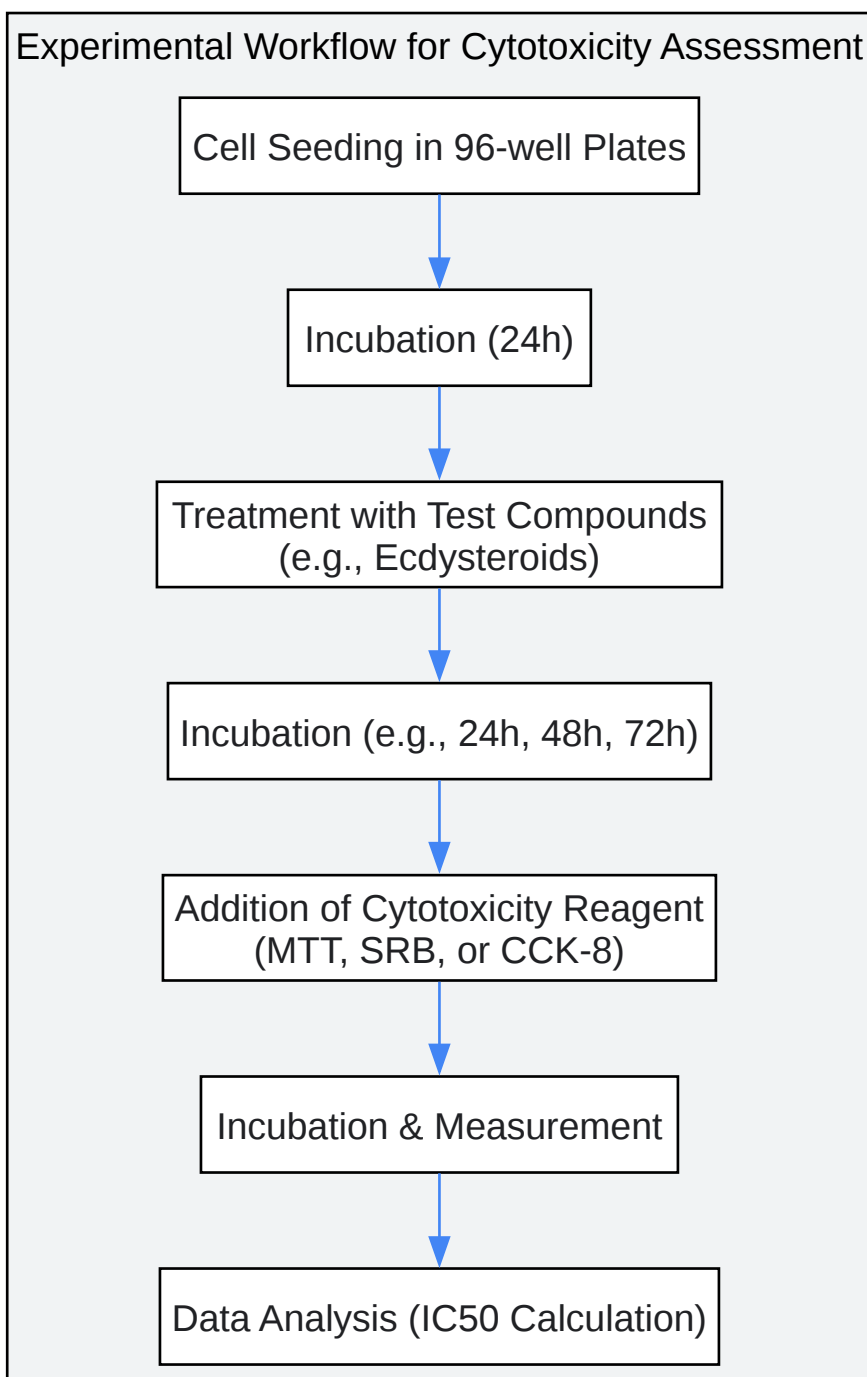 Experimental Workflow for Cytotoxicity Assessment
Cell Seeding in 96-well Plates
Incubation (24h)
Treatment with Test Compounds
(e.g., Ecdysteroids)
Incubation (e.g., 24h, 48h, 72h)
Addition of Cytotoxicity Reagent
(MTT, SRB, or CCK-8)
Incubation & Measurement
Data Analysis (IC50 Calculation)